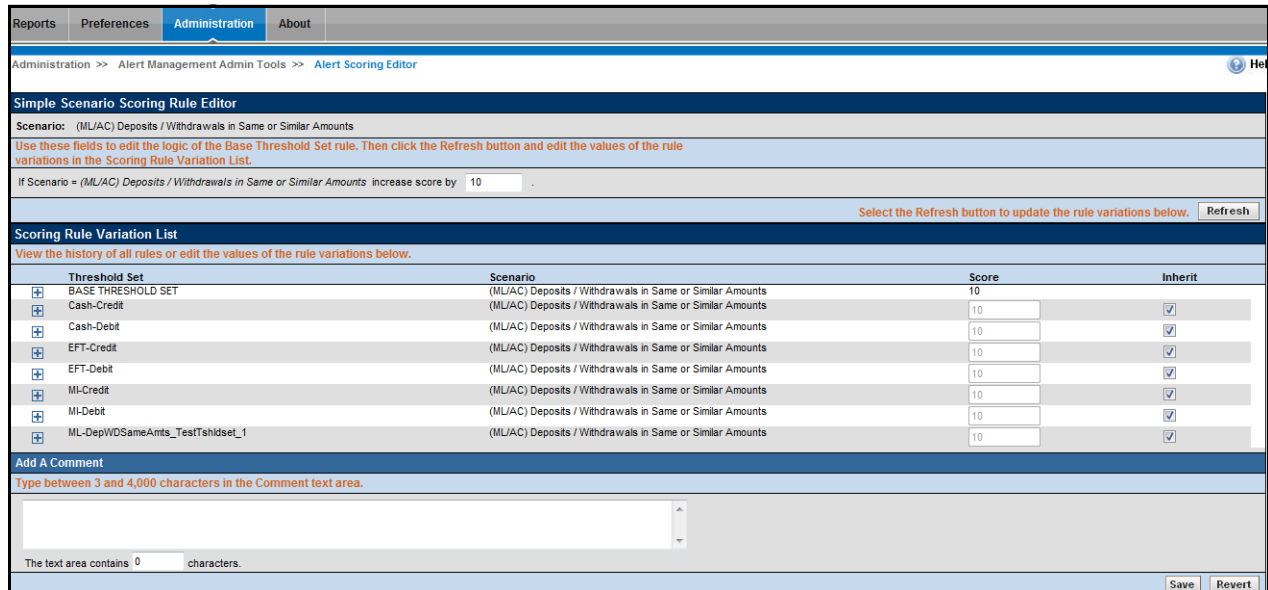 Reports Preferences Administration About
Administration >> Alert Management Admin Tools >> Alert Scoring Editor Hel
Simple Scenario Scoring Rule Editor
Scenario: (ML/AC) Deposits / Withdrawals in Same or Similar Amounts
Use these fields to edit the logic of the Base Threshold Set rule. Then click the Refresh button and edit the values of the rule
variations in the Scoring Rule Variation List.
If Scenario = (ML/AC) Deposits / Withdrawals in Same or Similar Amounts increase score by 10 .
Select the Refresh button to update the rule variations below. Refresh
Scoring Rule Variation List
View the history of all rules or edit the values of the rule variations below.
Threshold Set Scenario Score Inherit
BASE THRESHOLD SET (ML/AC) Deposits / Withdrawals in Same or Similar Amounts 10
Cash-Credit (ML/AC) Deposits / Withdrawals in Same or Similar Amounts 10
Cash-Debit (ML/AC) Deposits / Withdrawals in Same or Similar Amounts 10
EFT-Credit (ML/AC) Deposits / Withdrawals in Same or Similar Amounts 10
EFT-Debit (ML/AC) Deposits / Withdrawals in Same or Similar Amounts 10
MI-Credit (ML/AC) Deposits / Withdrawals in Same or Similar Amounts 10
MI-Debit (ML/AC) Deposits / Withdrawals in Same or Similar Amounts 10
ML-DepWDSameAmts_TestTshldset_1 (ML/AC) Deposits / Withdrawals in Same or Similar Amounts 10
Add A Comment
Type between 3 and 4,000 characters in the Comment text area.
The text area contains 0 characters.
Save Revert